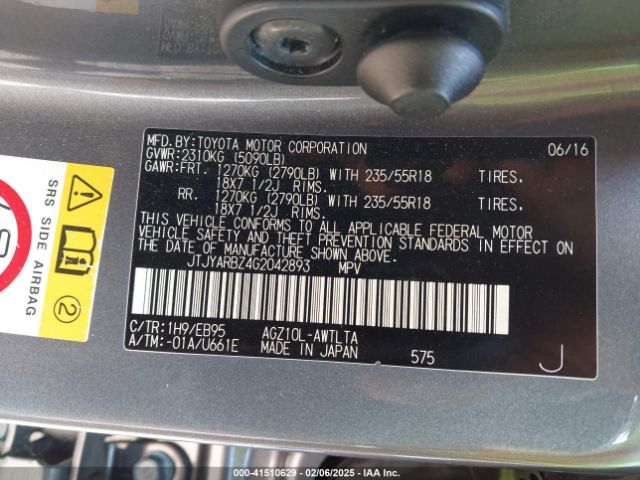 MFD.BY:TOYOTA MOTOR CORPORATION 06/16
GVWR:2310KG (5090LB)
GAWR:FRT. 1270KG (2790LB) WITH 235/55R18 TIRES,
18X7 1/2J RIMS.
RR. 1270KG (2790LB) WITH 235/55R18 TIRES,
18X7 1/2J RIMS.
THIS VEHICLE CONFORMS TO ALL APPLICABLE FEDERAL MOTOR
VEHICLE SAFETY AND THEFT PREVENTION STANDARDS IN EFFECT ON
THE DATE OF MANUFACTURE SHOWN ABOVE.
JTJYARBZ4G2042893 MPV
C/TR:1H9/EB95 AGZ10L-AWTLTA
A/TM:-01A/U661E MADE IN JAPAN 575 J
SRS SIDE AIRBAG
2
000-41510629 - 02/06/2025 - IAA Inc.